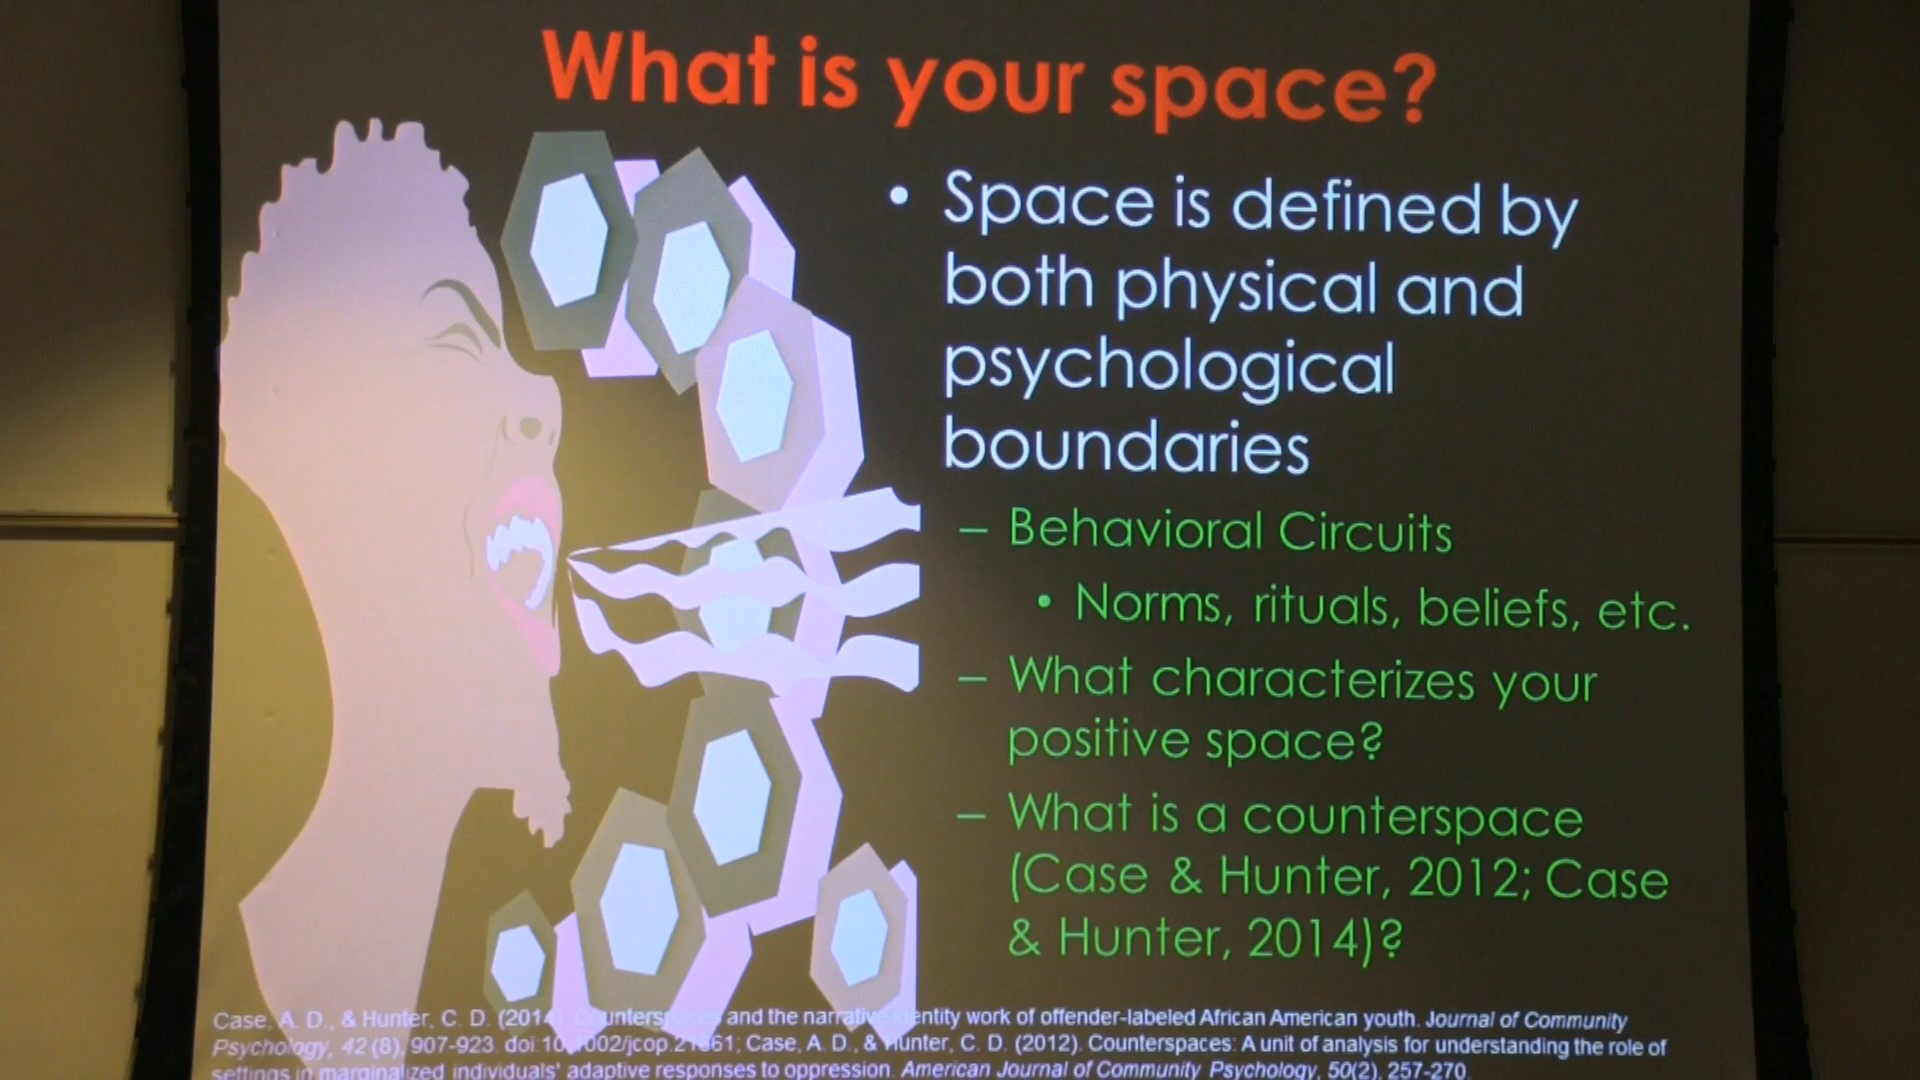 What is your space?
• Space is defined by
both physical and
psychological
boundaries
– Behavioral Circuits
• Norms, rituals, beliefs, etc.
– What characterizes your
positive space?
– What is a counterspace
(Case & Hunter, 2012; Case
& Hunter, 2014)?
Case, A. D., & Hunter, C. D. (2014). Counterspaces and the narrative identity work of offender-labeled African American youth. Journal of Community
Psychology, 42 (8), 907-923. Case, A. D., & Hunter, C. D. (2012). Counterspaces: A unit of analysis for understanding the role of
settings in marginalized individuals' adaptive responses to oppression. American Journal of Community Psychology, 50(2), 257-270.